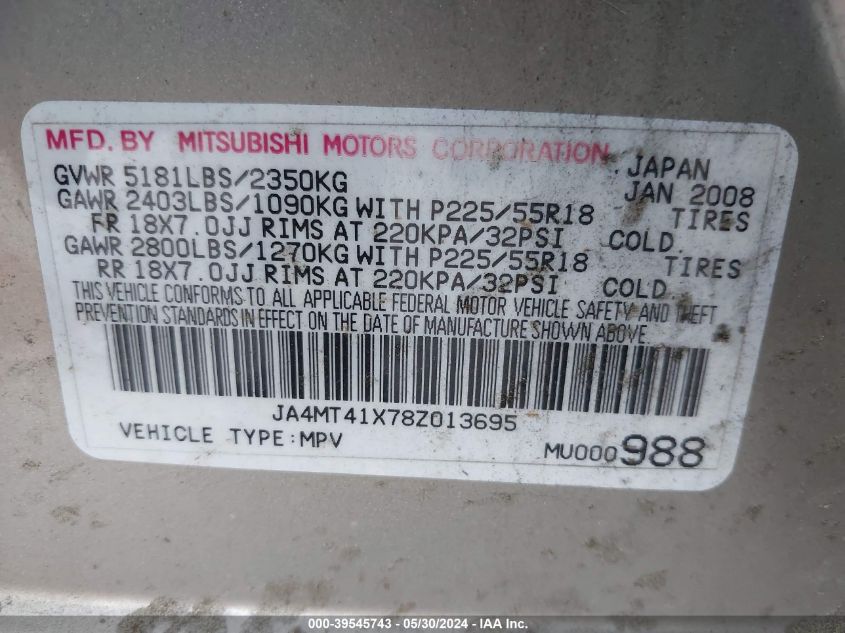 MFD. BY MITSUBISHI MOTORS CORPORATION, JAPAN
GVWR 5181LBS/2350KG JAN 2008
GAWR 2403LBS/1090KG WITH P225/55R18 TIRES
FR 18X7.0JJ RIMS AT 220KPA/32PSI COLD.
GAWR 2800LBS/1270KG WITH P225/55R18 TIRES
RR 18X7.0JJ RIMS AT 220KPA/32PSI COLD
THIS VEHICLE CONFORMS TO ALL APPLICABLE FEDERAL MOTOR VEHICLE SAFETY AND THEFT
PREVENTION STANDARDS IN EFFECT ON THE DATE OF MANUFACTURE SHOWN ABOVE.
JA4MT41X78Z013695
VEHICLE TYPE:MPV MU000988
000-39545743 - 05/30/2024 - IAA, Inc.